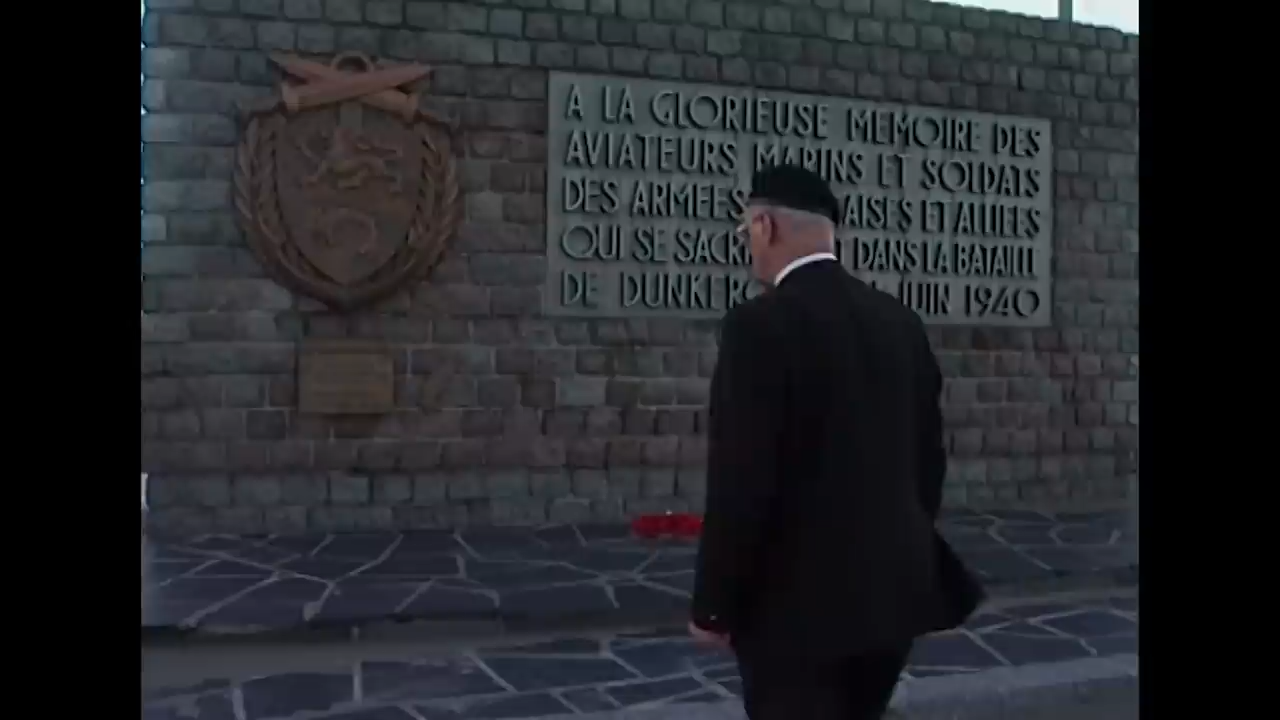 A LA GLORIEUSE MEMOIRE DES
AVIATEURS MARINS ET SOLDATS
DES ARMEES AISES ET ALLIEES
QUI SE SACRI T DANS LA BATAILLE
DE DUNKER JUIN 1940